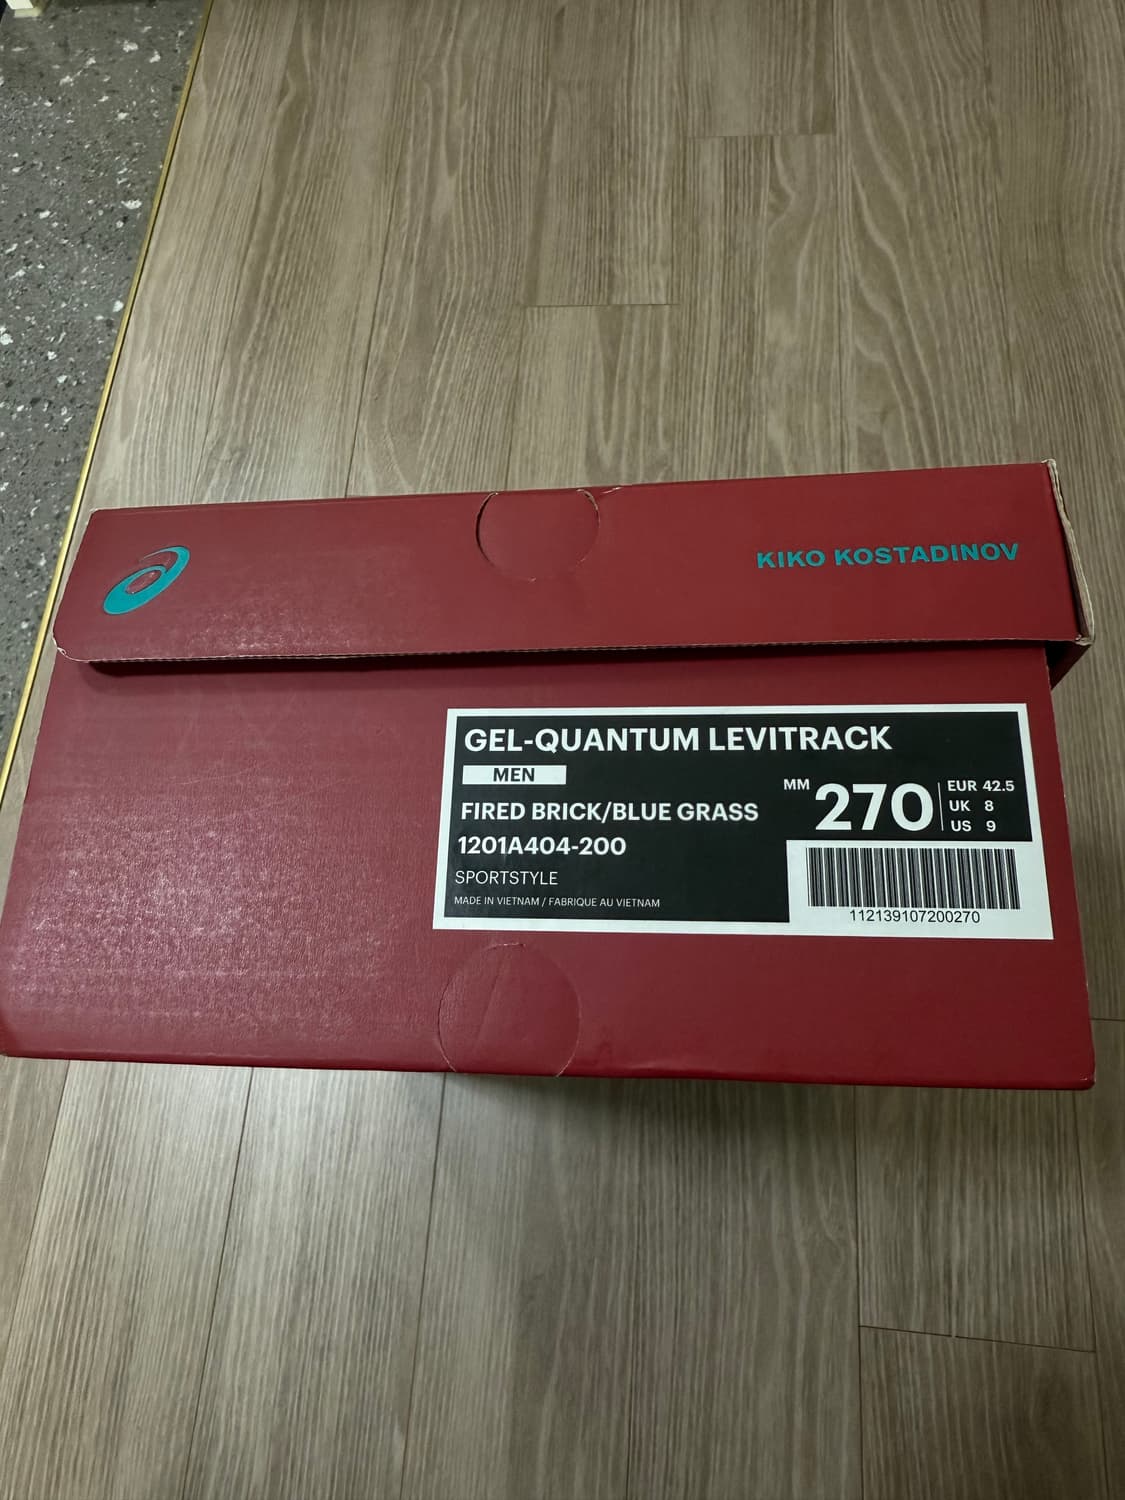 KIKO KOSTADINOV
GEL-QUANTUM LEVITRACK
MEN
FIRED BRICK/BLUE GRASS
1201A404-200
SPORTSTYLE
MADE IN VIETNAM / FABRIQUE AU VIETNAM
MM 270
EUR 42.5
UK 8
US 9
112139107200270